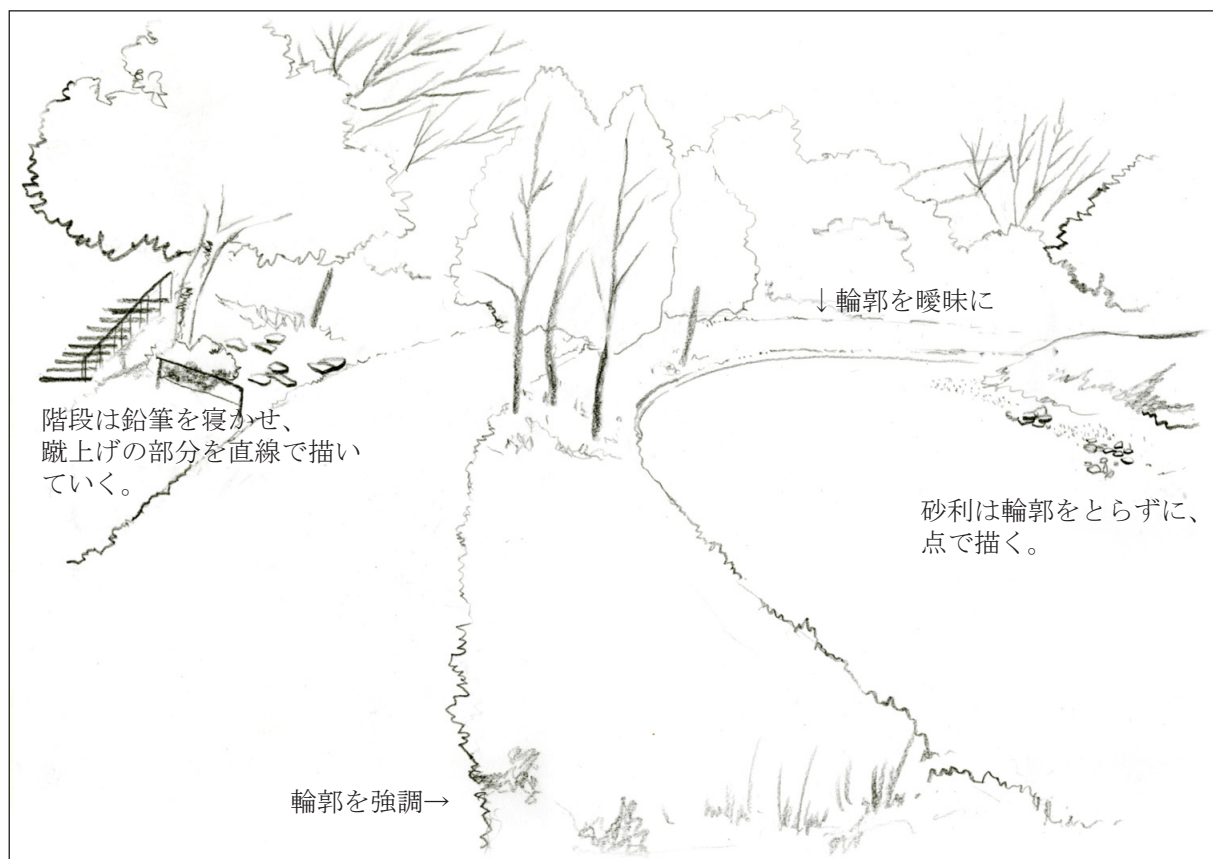 ↓輪郭を曖昧に
階段は鉛筆を寝かせ、
蹴上げの部分を直線で描い
ていく。
砂利は輪郭をとらずに、
点で描く。
輪郭を強調→